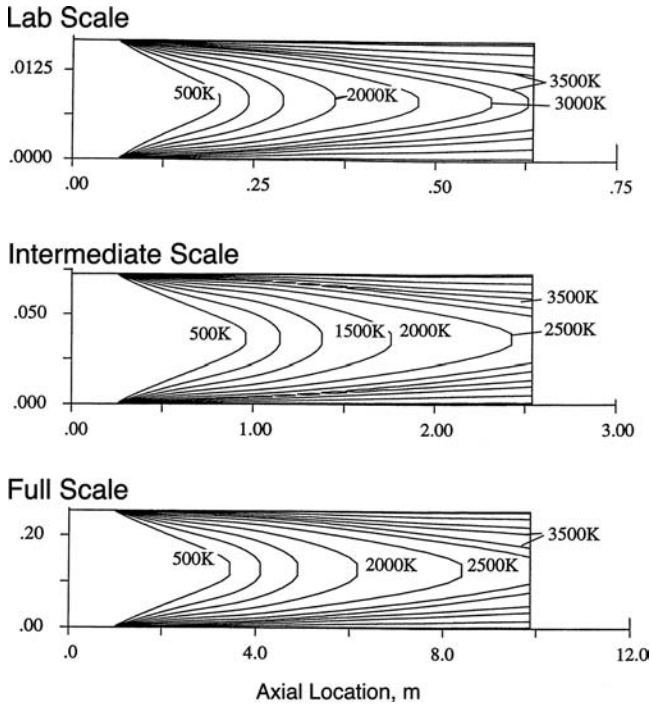 Lab Scale
.0125
.0000
500K
2000K
3500K
3000K
.00
.25
.50
.75
Intermediate Scale
.050
.000
500K
1500K
2000K
3500K
2500K
.00
1.00
2.00
3.00
Full Scale
.20
.00
500K
2000K
2500K
3500K
.0
4.0
8.0
12.0
Axial Location, m